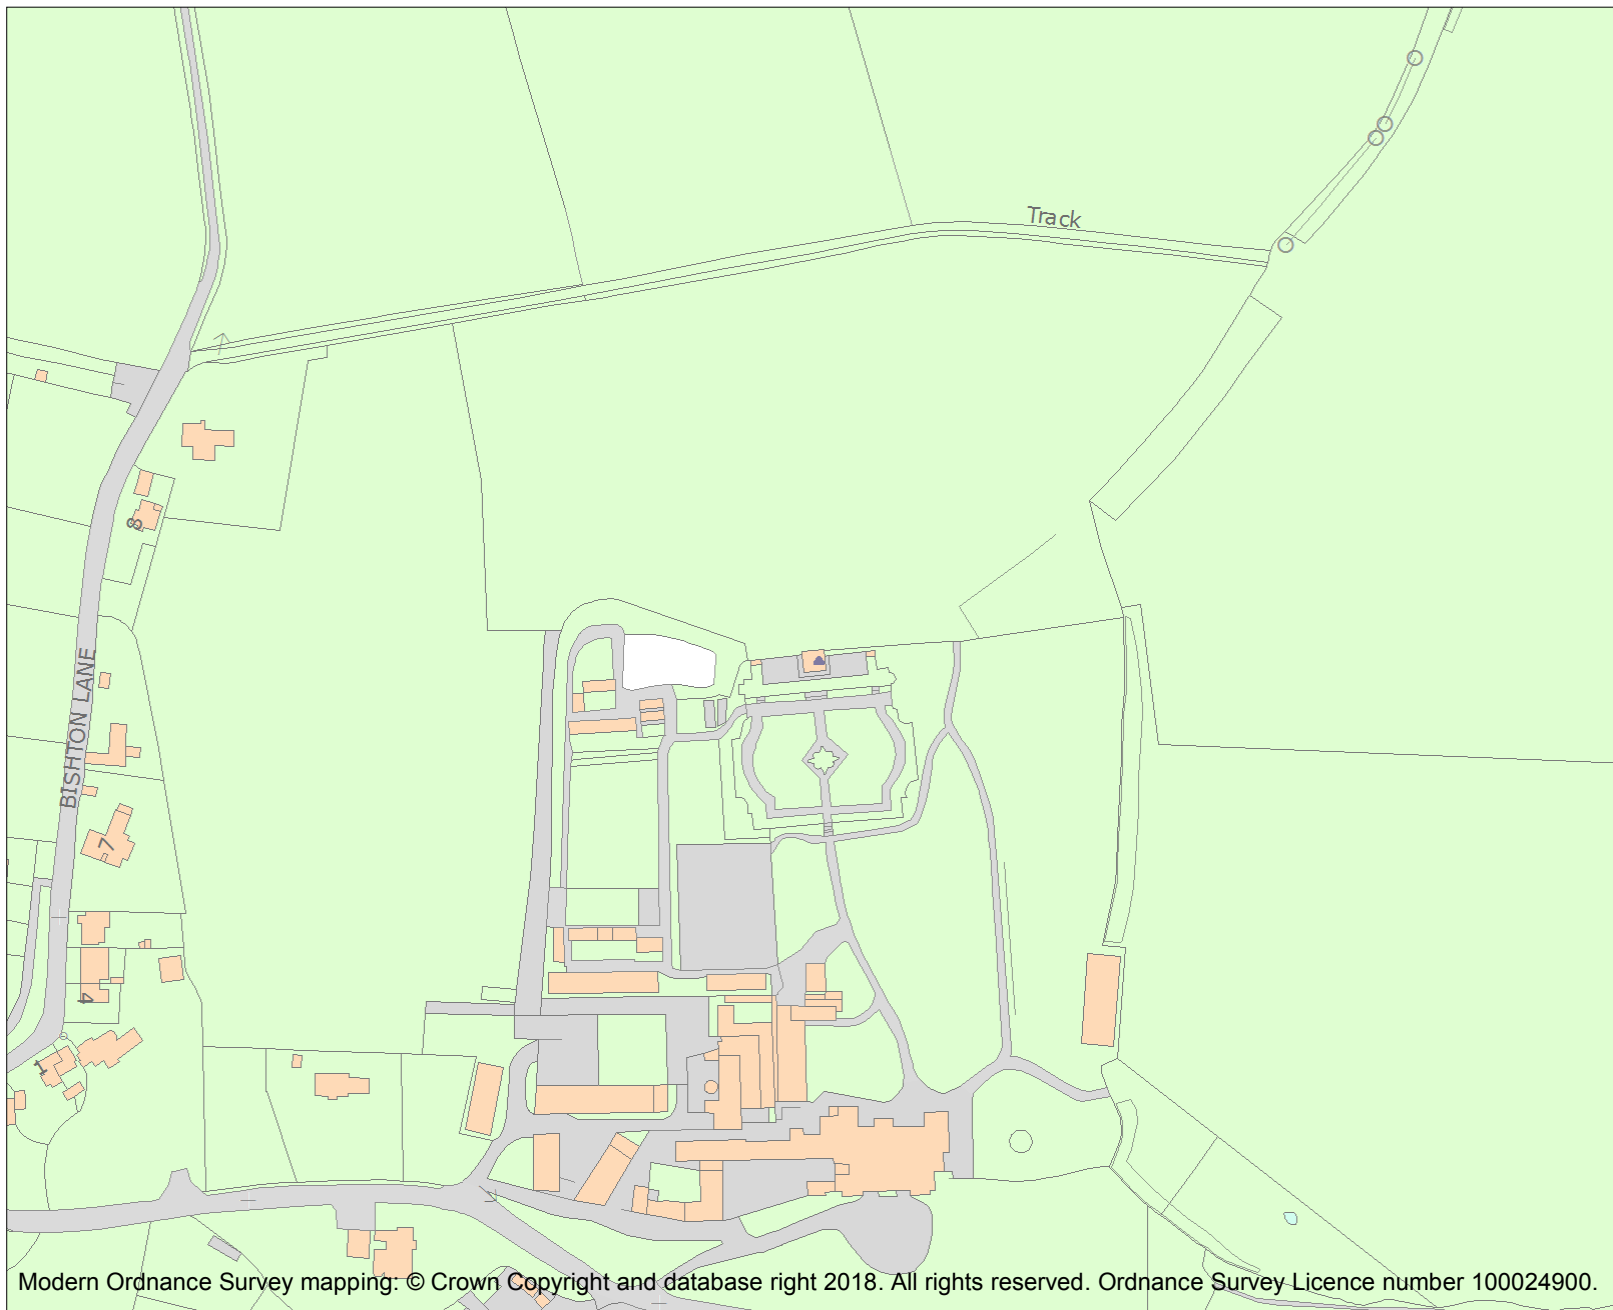 Track
8
BISHTON LANE
7
4
1
Modern Ordnance Survey mapping: © Crown Copyright and database right 2018. All rights reserved. Ordnance Survey Licence number 100024900.